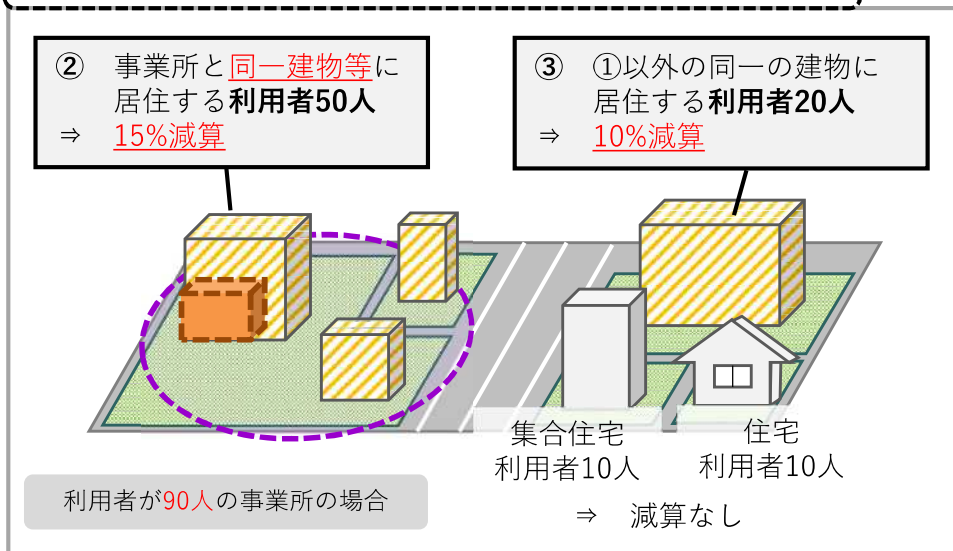 ② 事業所と同一建物等に
居住する利用者50人
⇒ 15%減算
③ ①以外の同一の建物に
居住する利用者20人
⇒ 10%減算
集合住宅
利用者10人
住宅
利用者10人
⇒ 減算なし
利用者が90人の事業所の場合